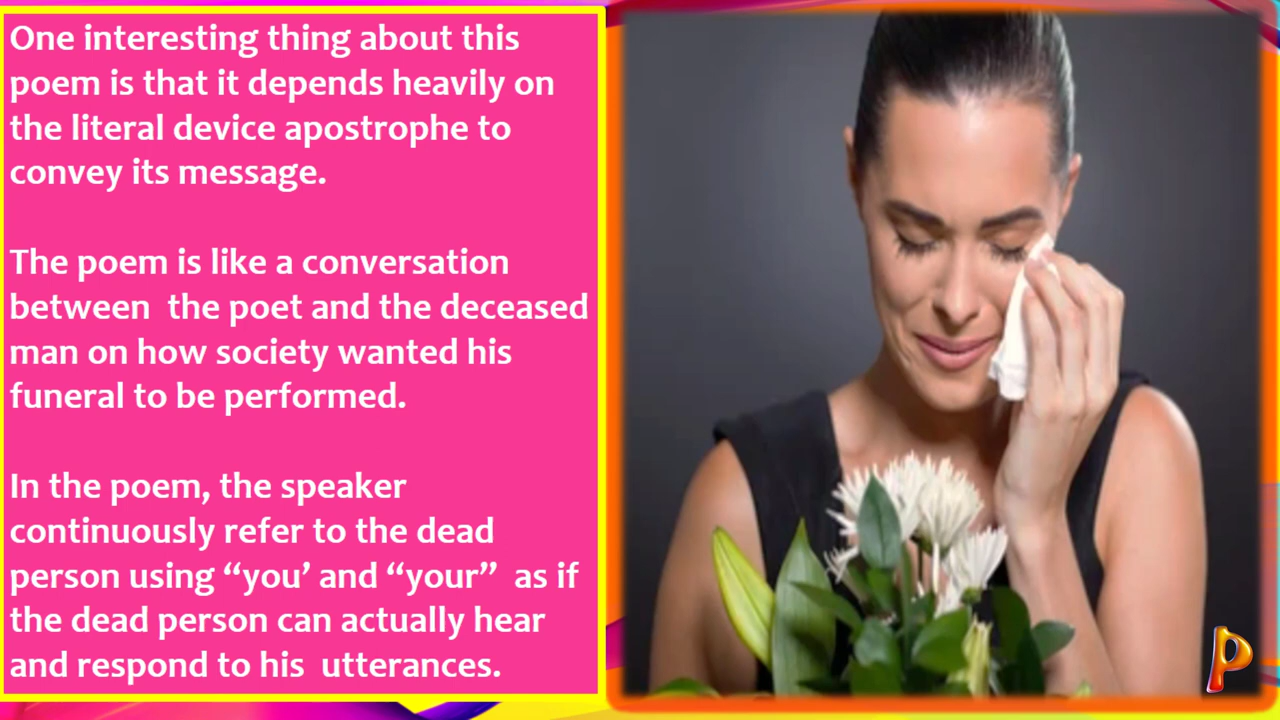 One interesting thing about this
poem is that it depends heavily on
the literal device apostrophe to
convey its message.
The poem is like a conversation
between  the poet and the deceased
man on how society wanted his
funeral to be performed.
In the poem, the speaker
continuously refer to the dead
person using “you’ and “your”  as if
the dead person can actually hear
and respond to his  utterances.
P